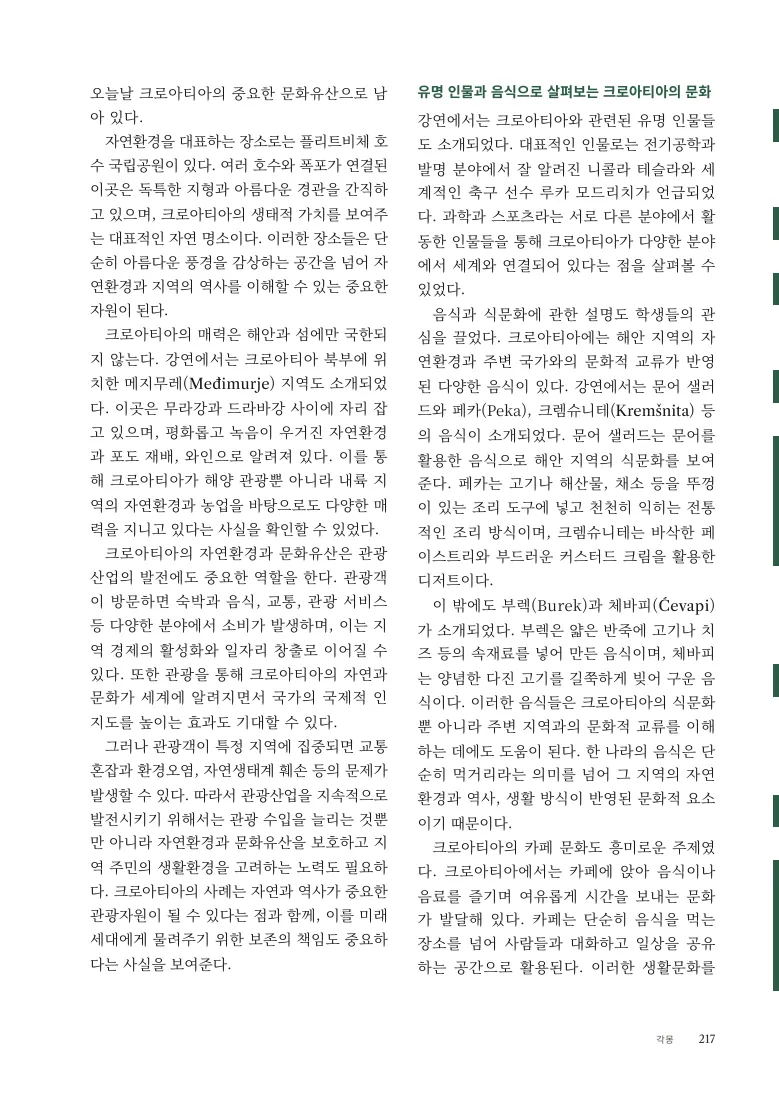 오늘날 크로아티아의 중요한 문화유산으로 남
아 있다.
자연환경을 대표하는 장소로는 플리트비체 호
수 국립공원이 있다. 여러 호수와 폭포가 연결된
이곳은 독특한 지형과 아름다운 경관을 간직하
고 있으며, 크로아티아의 생태적 가치를 보여주
는 대표적인 자연 명소이다. 이러한 장소들은 단
순히 아름다운 풍경을 감상하는 공간을 넘어 자
연환경과 지역의 역사를 이해할 수 있는 중요한
자원이 된다.
크로아티아의 매력은 해안과 섬에만 국한되
지 않는다. 강연에서는 크로아티아 북부에 위
치한 메지무레(Međimurje) 지역도 소개되었
다. 이곳은 무라강과 드라바강 사이에 자리 잡
고 있으며, 평화롭고 녹음이 우거진 자연환경
과 포도 재배, 와인으로 알려져 있다. 이를 통
해 크로아티아가 해양 관광뿐 아니라 내륙 지
역의 자연환경과 농업을 바탕으로도 다양한 매
력을 지니고 있다는 사실을 확인할 수 있었다.
크로아티아의 자연환경과 문화유산은 관광
산업의 발전에도 중요한 역할을 한다. 관광객
이 방문하면 숙박과 음식, 교통, 관광 서비스
등 다양한 분야에서 소비가 발생하며, 이는 지
역 경제의 활성화와 일자리 창출로 이어질 수
있다. 또한 관광을 통해 크로아티아의 자연과
문화가 세계에 알려지면서 국가의 국제적 인
지도를 높이는 효과도 기대할 수 있다.
그러나 관광객이 특정 지역에 집중되면 교통
혼잡과 환경오염, 자연생태계 훼손 등의 문제가
발생할 수 있다. 따라서 관광산업을 지속적으로
발전시키기 위해서는 관광 수입을 늘리는 것뿐
만 아니라 자연환경과 문화유산을 보호하고 지
역 주민의 생활환경을 고려하는 노력도 필요하
다. 크로아티아의 사례는 자연과 역사가 중요한
관광자원이 될 수 있다는 점과 함께, 이를 미래
세대에게 물려주기 위한 보존의 책임도 중요하
다는 사실을 보여준다.
유명 인물과 음식으로 살펴보는 크로아티아의 문화
강연에서는 크로아티아와 관련된 유명 인물들
도 소개되었다. 대표적인 인물로는 전기공학과
발명 분야에서 잘 알려진 니콜라 테슬라와 세
계적인 축구 선수 루카 모드리치가 언급되었
다. 과학과 스포츠라는 서로 다른 분야에서 활
동한 인물들을 통해 크로아티아가 다양한 분야
에서 세계와 연결되어 있다는 점을 살펴볼 수
있었다.
음식과 식문화에 관한 설명도 학생들의 관
심을 끌었다. 크로아티아에는 해안 지역의 자
연환경과 주변 국가와의 문화적 교류가 반영
된 다양한 음식이 있다. 강연에서는 문어 샐러
드와 페카(Peka), 크렘슈니테(Kremšnita) 등
의 음식이 소개되었다. 문어 샐러드는 문어를
활용한 음식으로 해안 지역의 식문화를 보여
준다. 페카는 고기나 해산물, 채소 등을 뚜껑
이 있는 조리 도구에 넣고 천천히 익히는 전통
적인 조리 방식이며, 크렘슈니테는 바삭한 페
이스트리와 부드러운 커스터드 크림을 활용한
디저트이다.
이 밖에도 부렉(Burek)과 체바피(Ćevapi)
가 소개되었다. 부렉은 얇은 반죽에 고기나 치
즈 등의 속재료를 넣어 만든 음식이며, 체바피
는 양념한 다진 고기를 길쭉하게 빚어 구운 음
식이다. 이러한 음식들은 크로아티아의 식문화
뿐 아니라 주변 지역과의 문화적 교류를 이해
하는 데에도 도움이 된다. 한 나라의 음식은 단
순히 먹거리라는 의미를 넘어 그 지역의 자연
환경과 역사, 생활 방식이 반영된 문화적 요소
이기 때문이다.
크로아티아의 카페 문화도 흥미로운 주제였
다. 크로아티아에서는 카페에 앉아 음식이나
음료를 즐기며 여유롭게 시간을 보내는 문화
가 발달해 있다. 카페는 단순히 음식을 먹는
장소를 넘어 사람들과 대화하고 일상을 공유
하는 공간으로 활용된다. 이러한 생활문화를
각몽 217